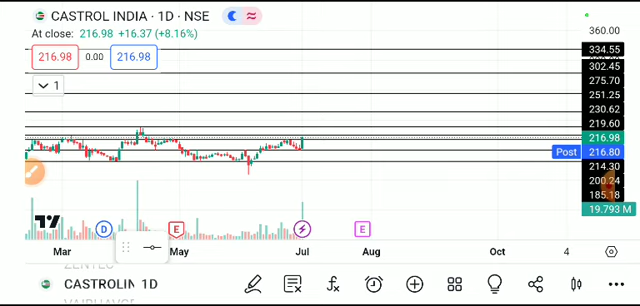 CASTROL INDIA · 1D · NSE
At close: 216.98 +16.37 (+8.16%)
216.98 0.00 216.98
1
360.00
334.55
302.45
275.70
251.25
230.62
219.60
216.98
Post 216.80
214.30
200.24
185.18
19.793 M
D E E
Mar May Jul Aug Oct 4
ZENTEC
CASTROLIN 1D
VAIBHAVGE